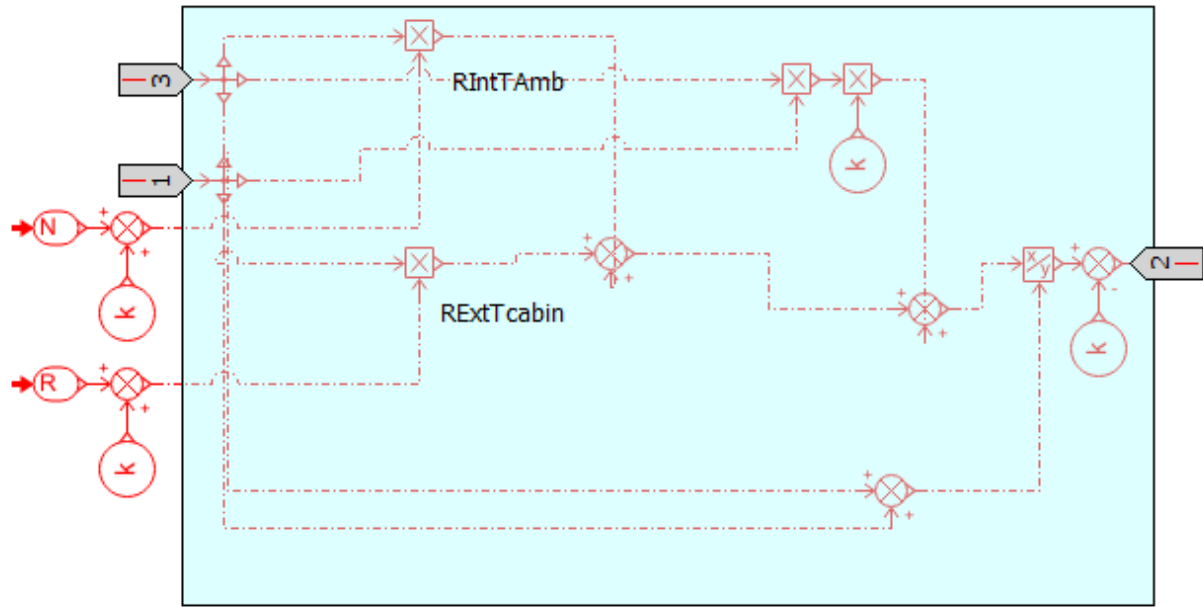 3
RIntTAmb
k
1
N
+
+
k
+
+
x/y
+
-
2
RExtTcabin
+
+
k
R
+
+
k
+
+